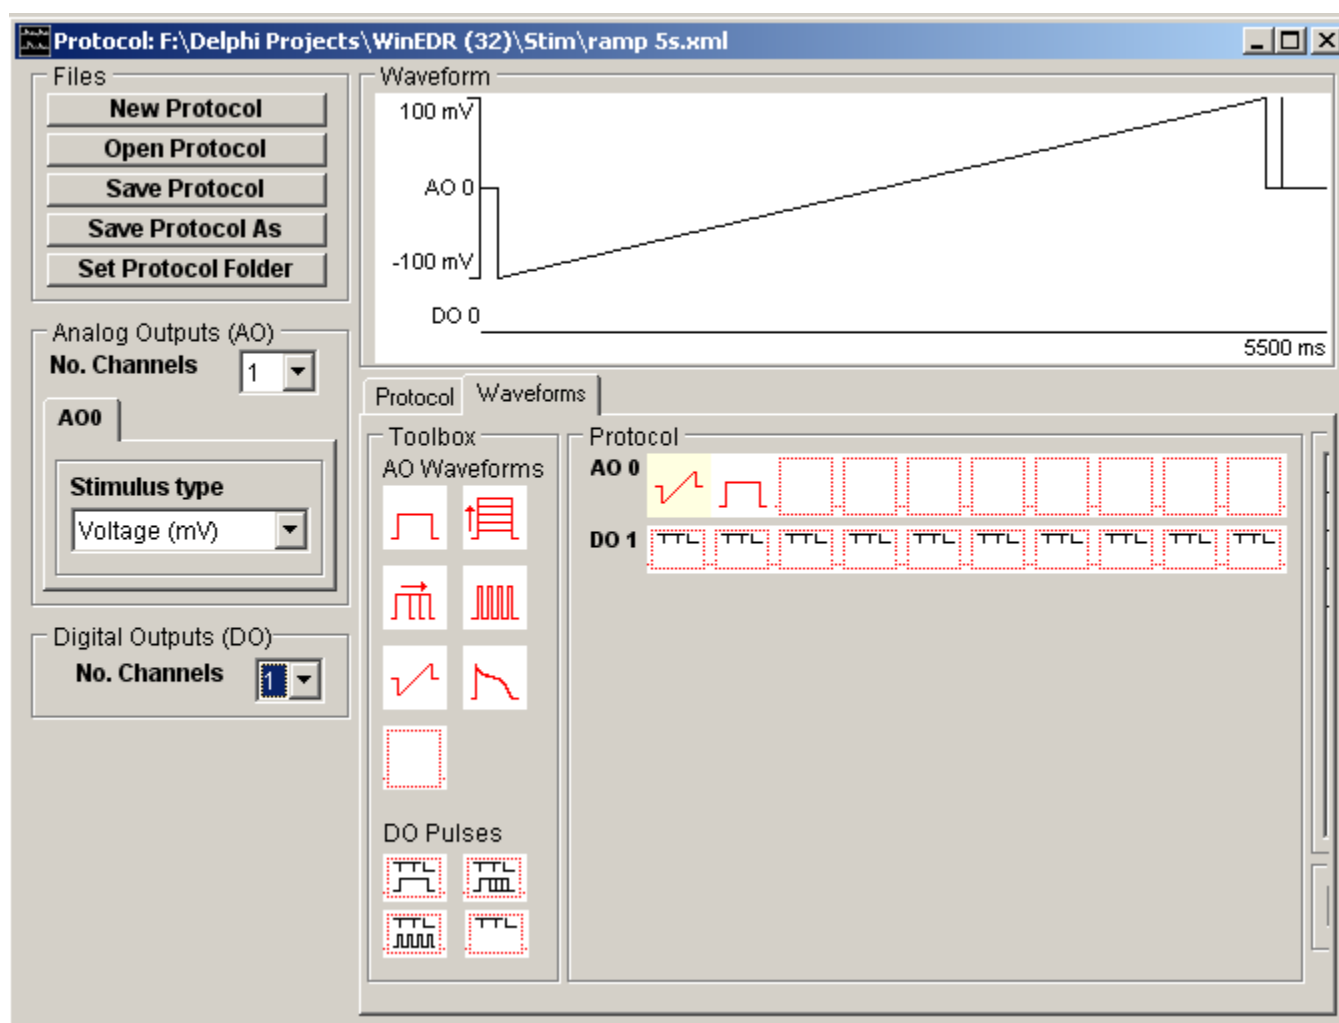 Protocol: F:\Delphi Projects\WinEDR (32)\Stim\ramp 5s.xml
Files
New Protocol
Open Protocol
Save Protocol
Save Protocol As
Set Protocol Folder
Analog Outputs (AO)
No. Channels 1
AO0
Stimulus type
Voltage (mV)
Digital Outputs (DO)
No. Channels 1
Waveform
100 mV
AO 0
-100 mV
DO 0
5500 ms
Protocol Waveforms
Toolbox
AO Waveforms
DO Pulses
TTL TTL
TTL TTL
Protocol
AO 0
DO 1 TTL TTL TTL TTL TTL TTL TTL TTL TTL TTL